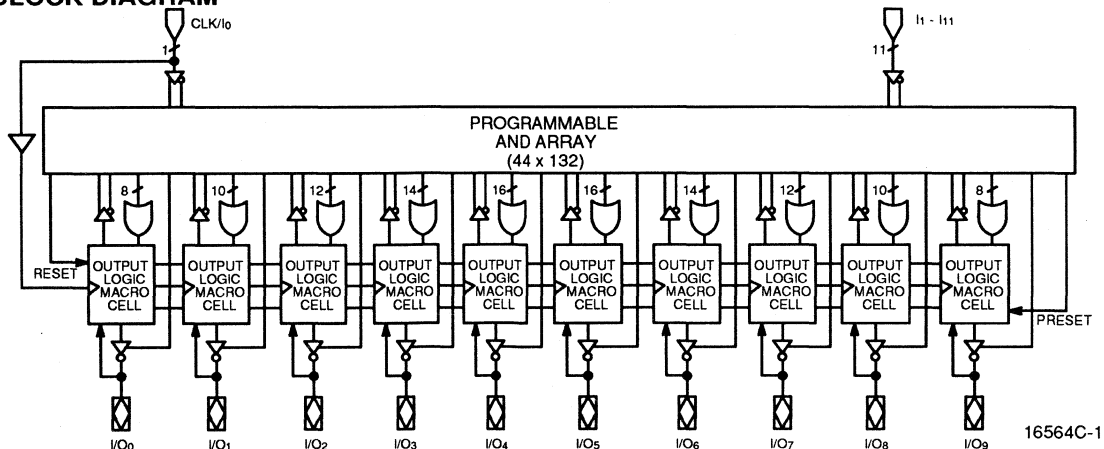 BLOCK DIAGRAM
CLK/I0
I1 - I11
1
11
PROGRAMMABLE
AND ARRAY
(44 x 132)
8
10
12
14
16
16
14
12
10
8
RESET
OUTPUT
LOGIC
MACRO
CELL
OUTPUT
LOGIC
MACRO
CELL
OUTPUT
LOGIC
MACRO
CELL
OUTPUT
LOGIC
MACRO
CELL
OUTPUT
LOGIC
MACRO
CELL
OUTPUT
LOGIC
MACRO
CELL
OUTPUT
LOGIC
MACRO
CELL
OUTPUT
LOGIC
MACRO
CELL
OUTPUT
LOGIC
MACRO
CELL
OUTPUT
LOGIC
MACRO
CELL
PRESET
I/O0
I/O1
I/O2
I/O3
I/O4
I/O5
I/O6
I/O7
I/O8
I/O9
16564C-1